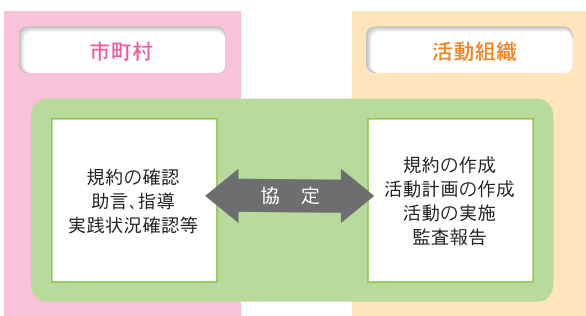 市町村
活動組織
規約の確認
助言、指導
実践状況確認等
協定
規約の作成
活動計画の作成
活動の実施
監査報告